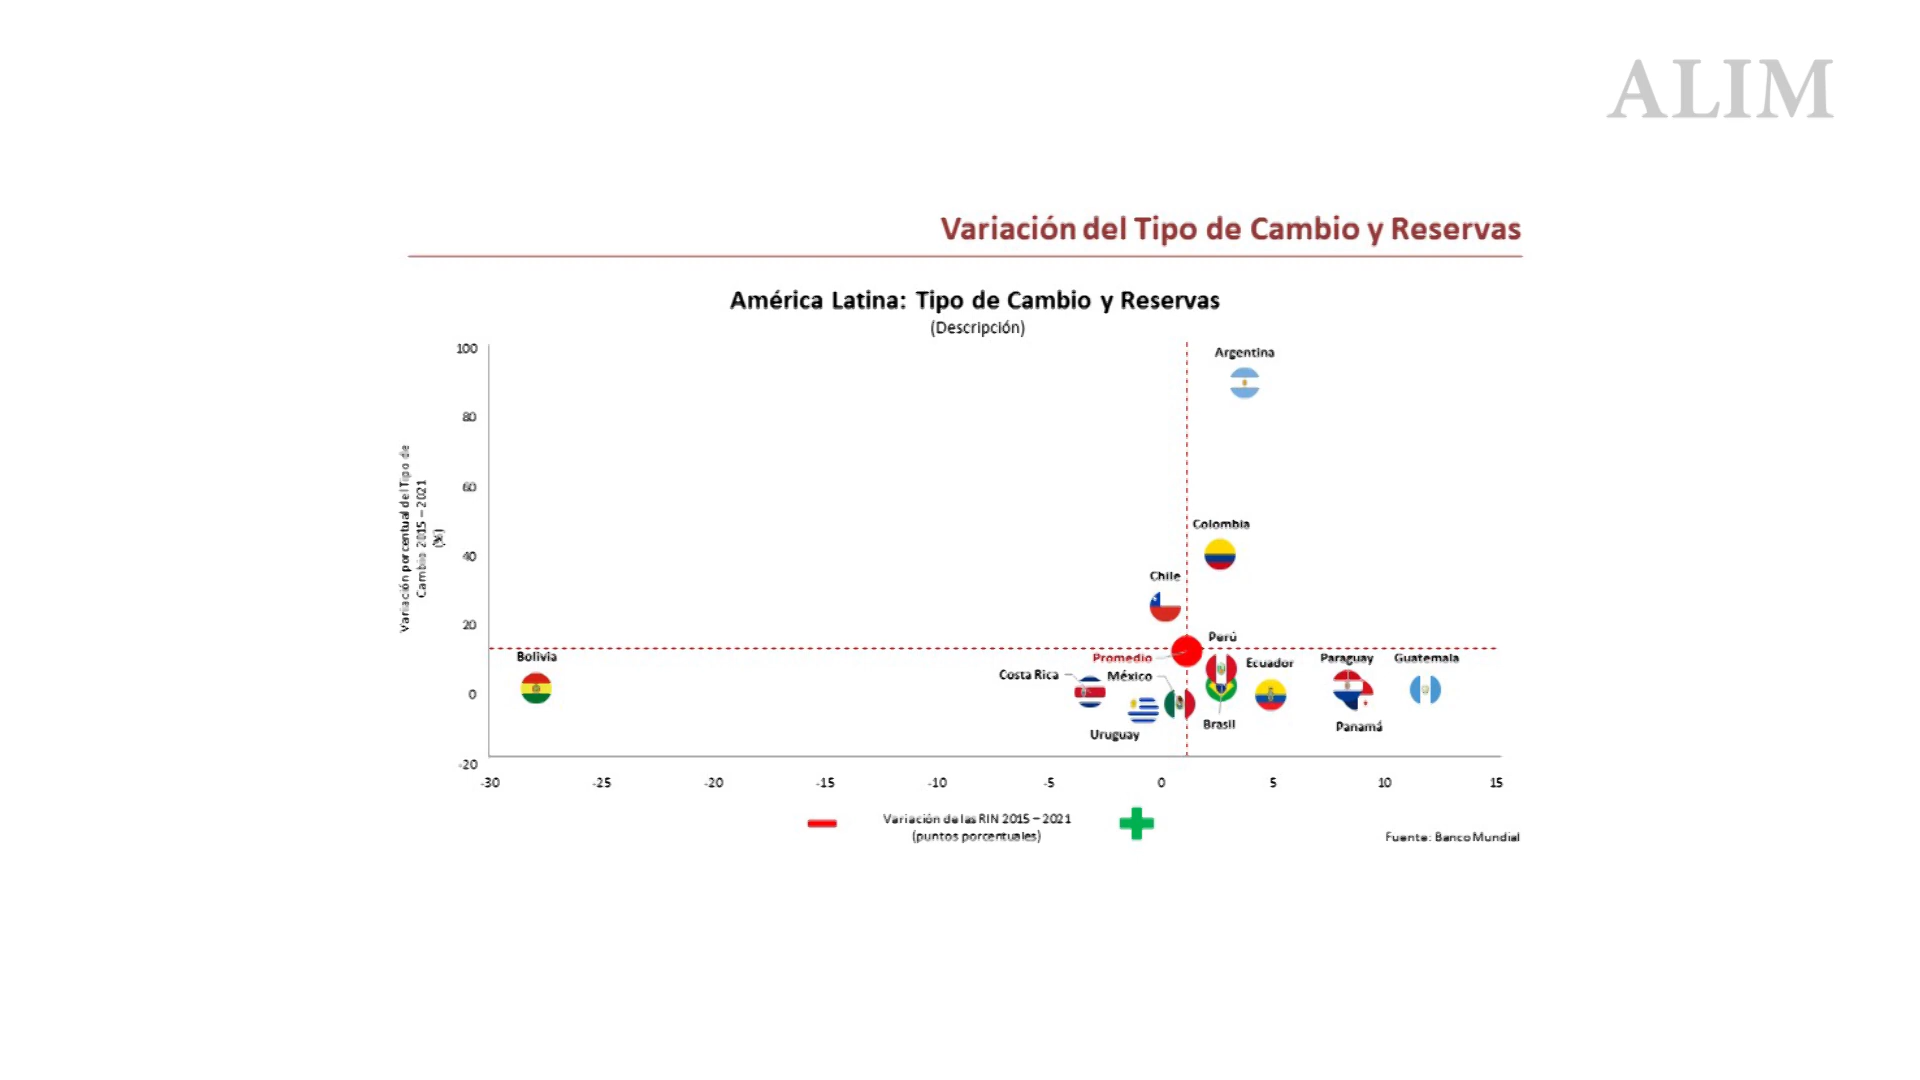 ALIM
Variación del Tipo de Cambio y Reservas
América Latina: Tipo de Cambio y Reservas
(Descripción)
Variación porcentual del Tipo de
Cambio 2015 – 2021
(%)
100
80
60
40
20
0
-20
Argentina
Colombia
Chile
Perú
Promedio
Bolivia
Ecuador
Paraguay
Guatemala
Costa Rica
México
Brasil
Panamá
Uruguay
-30
-25
-20
-15
-10
-5
0
5
10
15
Variación de las RIN 2015 – 2021
(puntos porcentuales)
Fuente: Banco Mundial